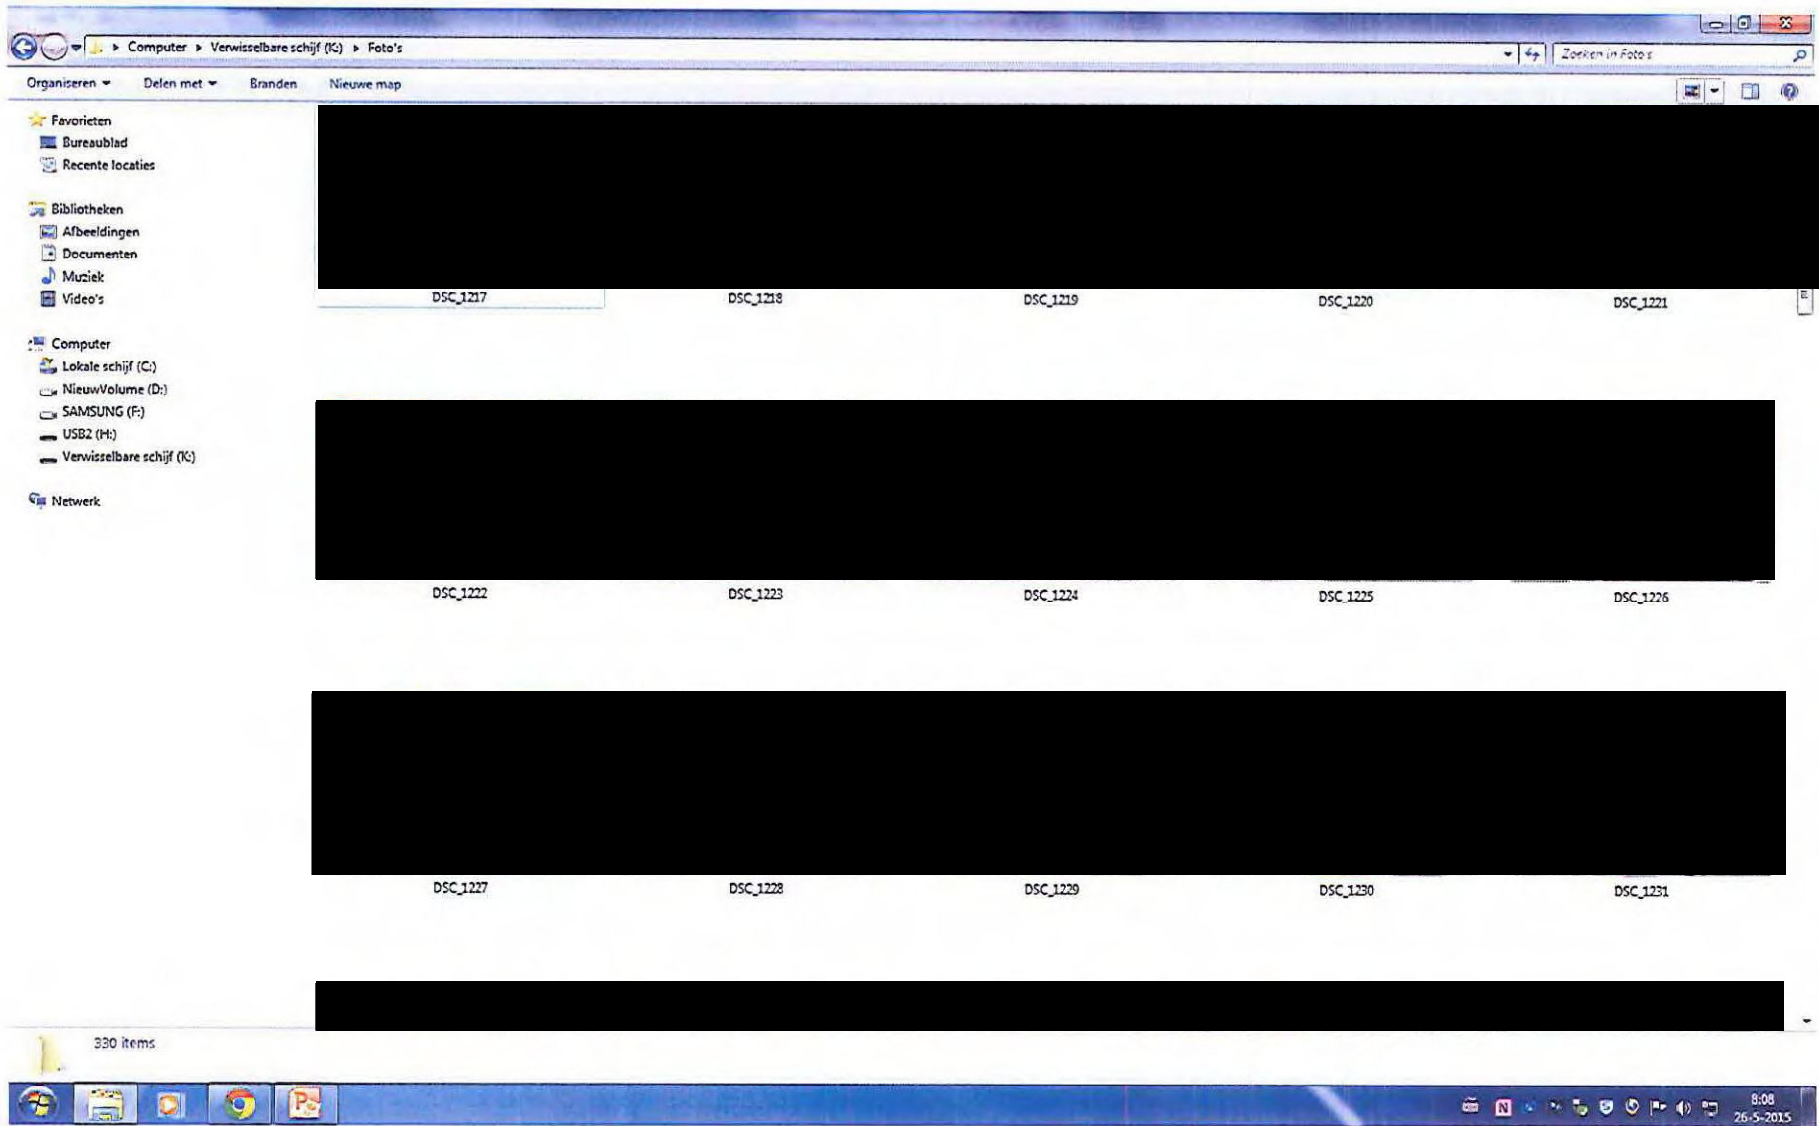 Computer ▸ Verwisselbare schijf (K:) ▸ Foto's
Zoeken in Foto's
Organiseren Delen met Branden Nieuwe map
Favorieten
Bureaublad
Recente locaties
Bibliotheken
Afbeeldingen
Documenten
Muziek
Video's
Computer
Lokale schijf (C:)
NieuwVolume (D:)
SAMSUNG (F:)
USB2 (H:)
Verwisselbare schijf (K:)
Netwerk
DSC_1217 DSC_1218 DSC_1219 DSC_1220 DSC_1221
DSC_1222 DSC_1223 DSC_1224 DSC_1225 DSC_1226
DSC_1227 DSC_1228 DSC_1229 DSC_1230 DSC_1231
330 items
8:08
26-5-2015